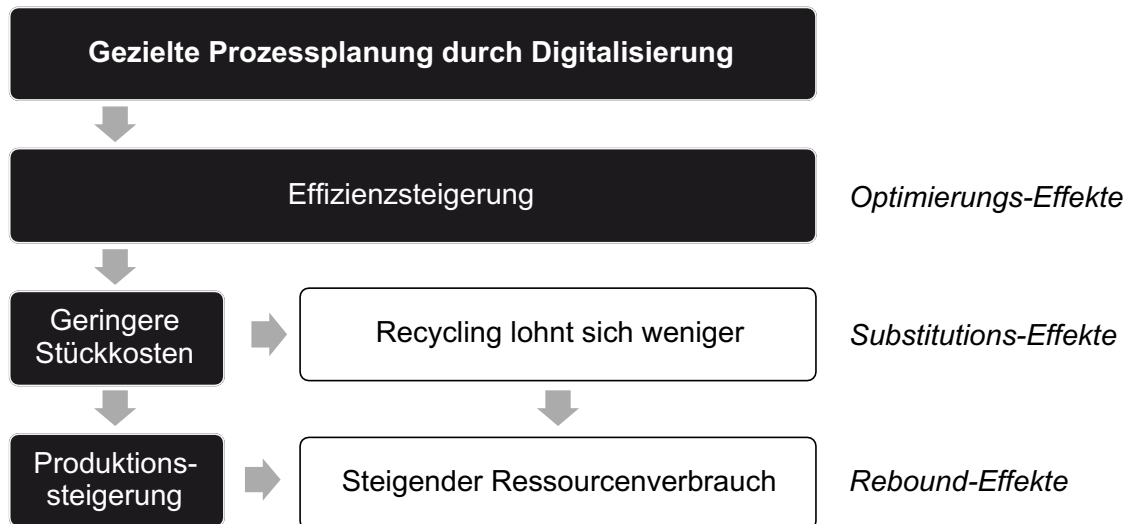 Gezielte Prozessplanung durch Digitalisierung
Effizienzsteigerung
Optimierungs-Effekte
Geringere
Stückkosten
Recycling lohnt sich weniger
Substitutions-Effekte
Produktions-
steigerung
Steigender Ressourcenverbrauch
Rebound-Effekte